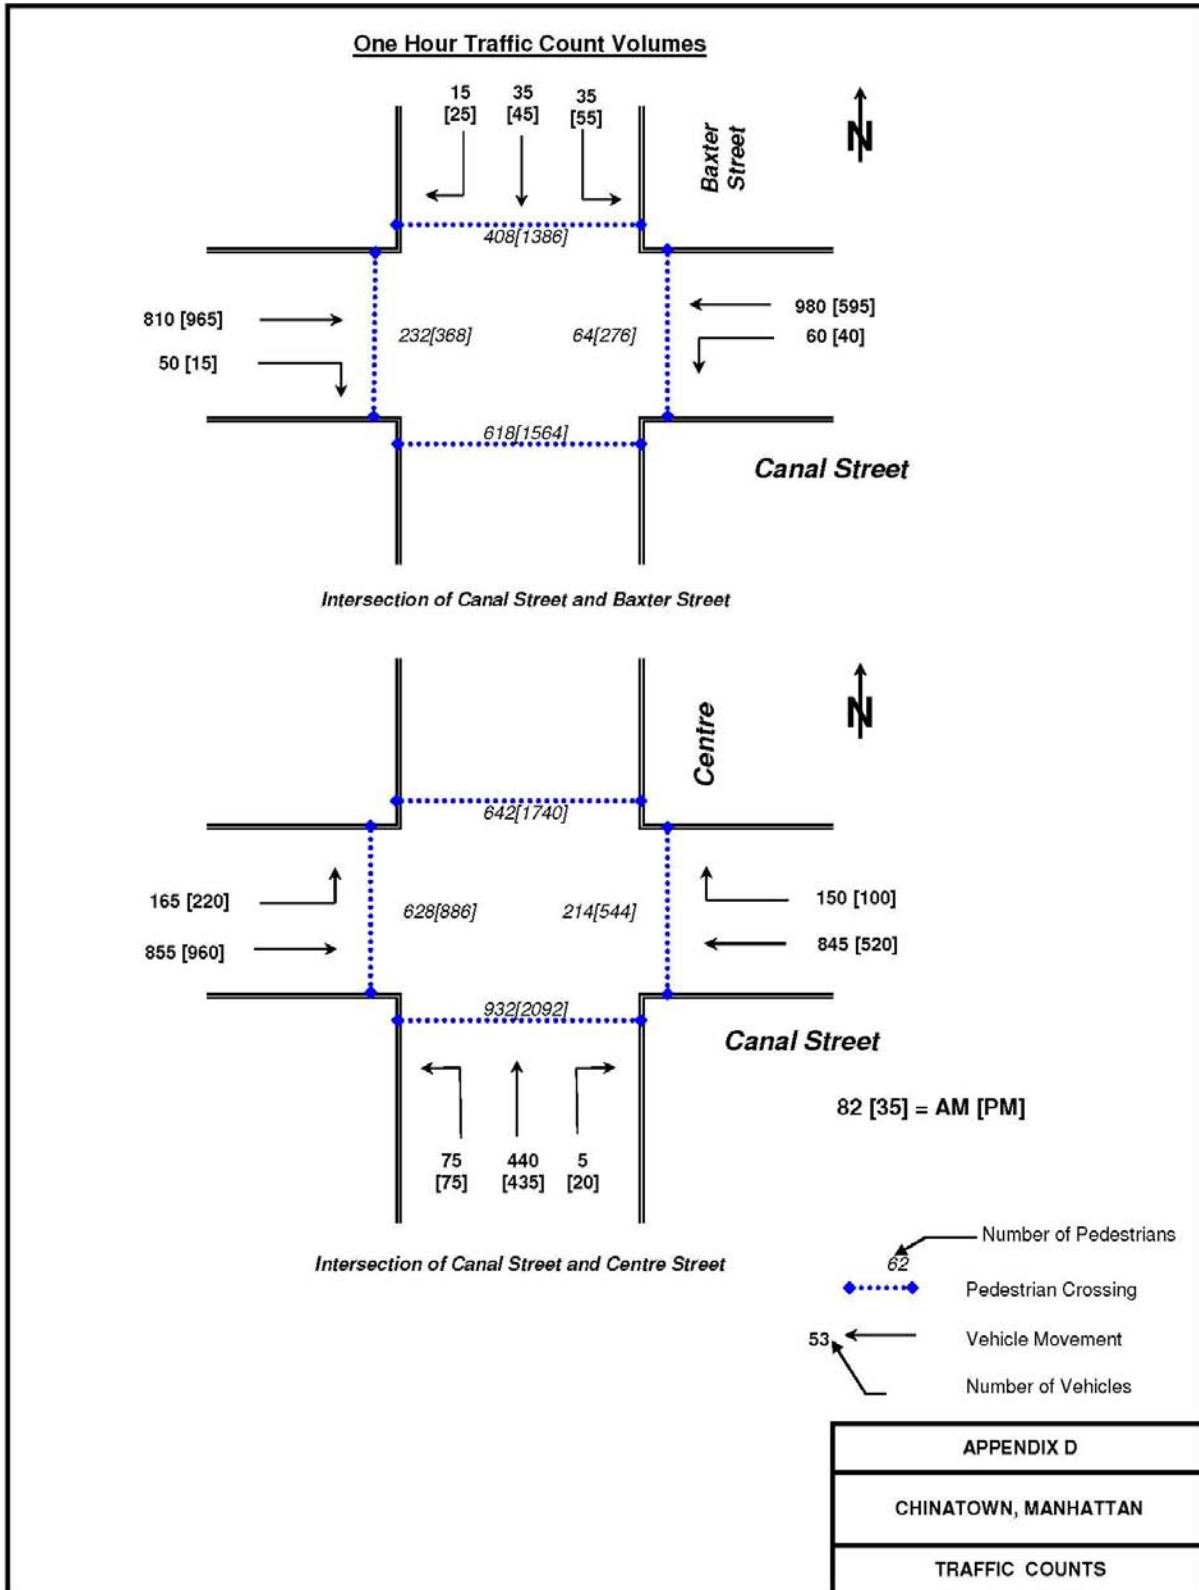 One Hour Traffic Count Volumes
15 35 35
[25] [45] [55]
Baxter
Street
N
408[1386]
810 [965]
980 [595]
232[368]
64[276]
60 [40]
50 [15]
618[1564]
Canal Street
Intersection of Canal Street and Baxter Street
Centre
N
642[1740]
165 [220]
628[886]
214[544]
150 [100]
855 [960]
845 [520]
932[2092]
Canal Street
82 [35] = AM [PM]
75 440 5
[75] [435] [20]
Intersection of Canal Street and Centre Street
Number of Pedestrians
62
Pedestrian Crossing
53
Vehicle Movement
Number of Vehicles
APPENDIX D
CHINATOWN, MANHATTAN
TRAFFIC COUNTS